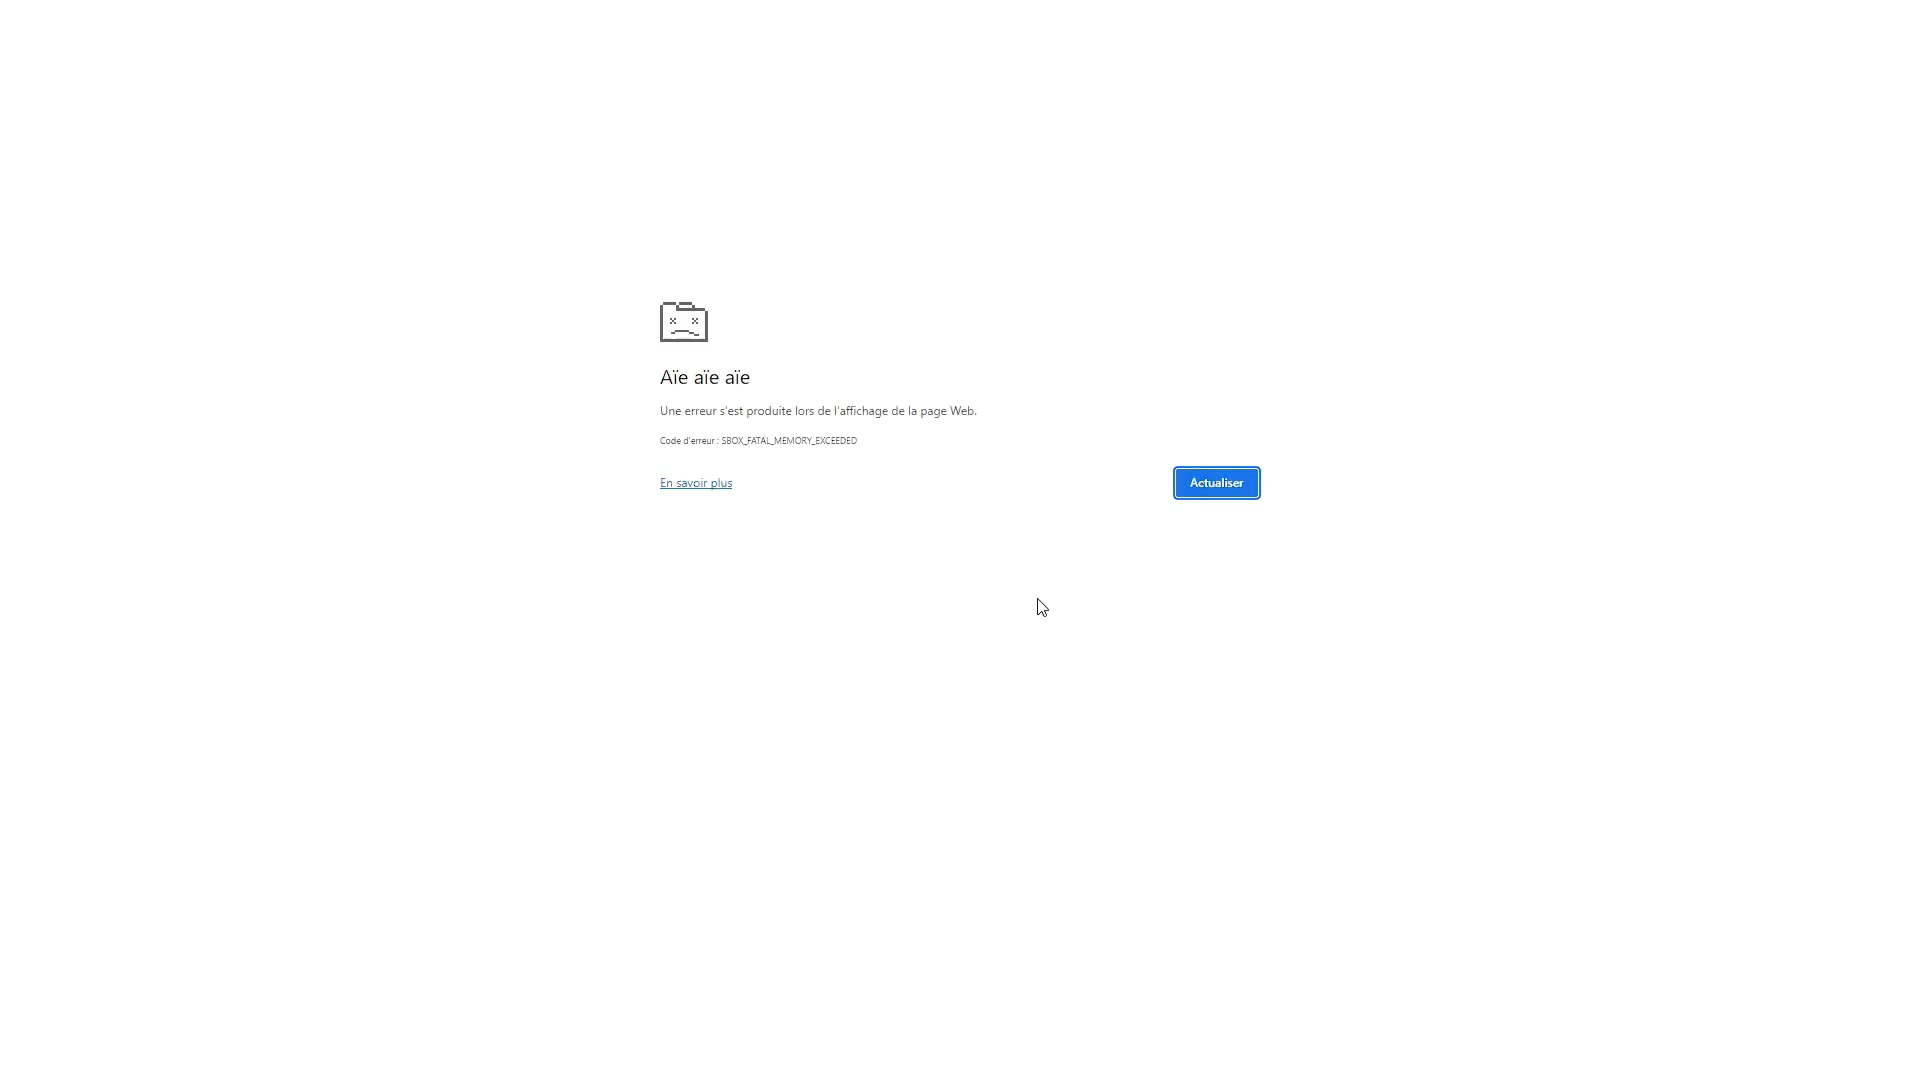 Aïe aïe aïe
Une erreur s'est produite lors de l'affichage de la page Web.
Code d'erreur : SBOX_FATAL_MEMORY_EXCEEDED
En savoir plus
Actualiser